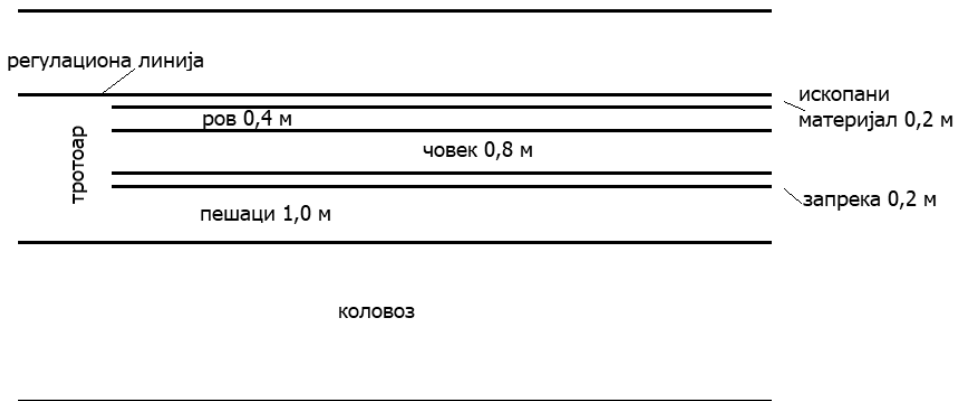 регулациона линија
ископани
материјал 0,2 м
ров 0,4 м
човек 0,8 м
тротоар
запрека 0,2 м
пешаци 1,0 м
коловоз